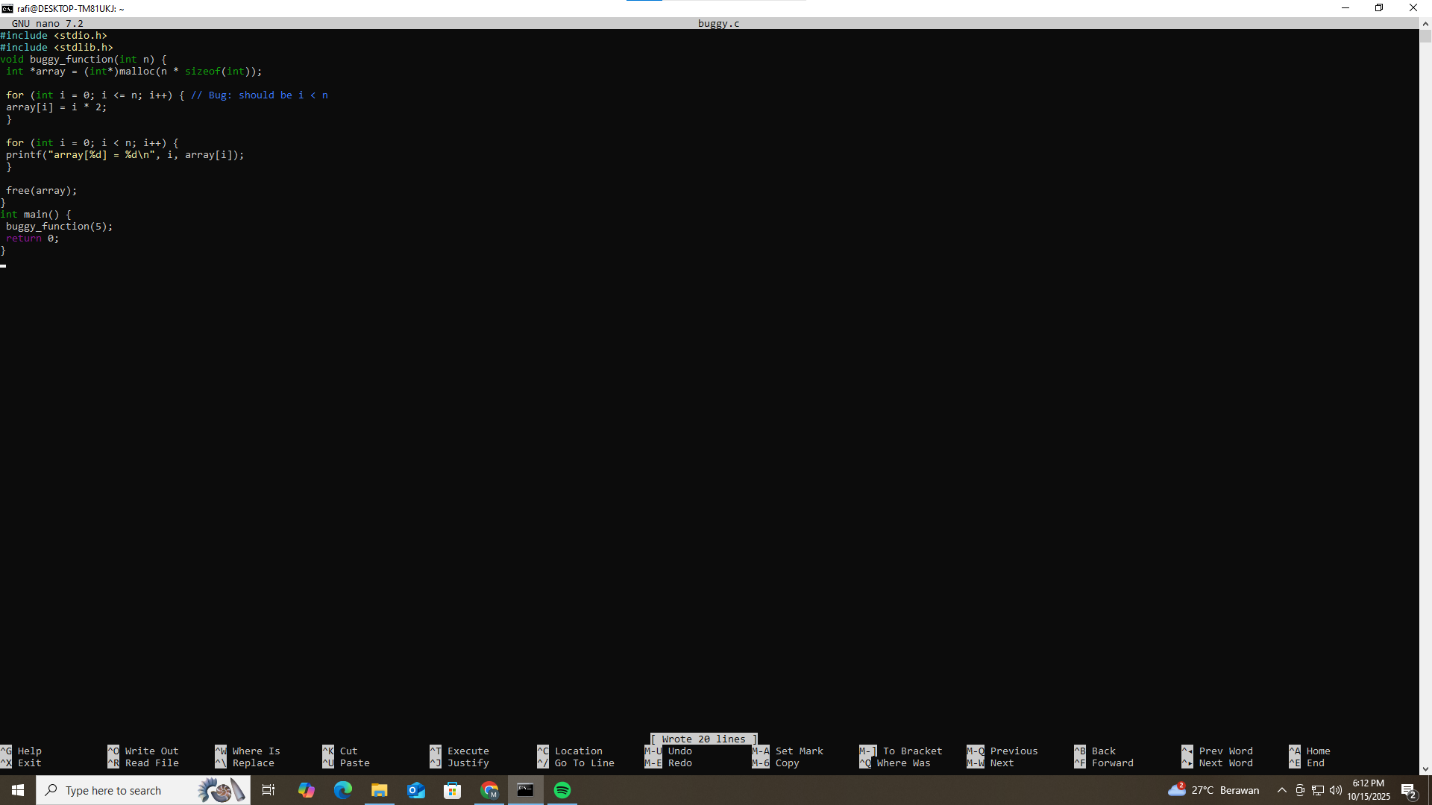 rafi@DESKTOP-TM81UKJ: ~
GNU nano 7.2 buggy.c
#include <stdio.h>
#include <stdlib.h>
void buggy_function(int n) {
 int *array = (int*)malloc(n * sizeof(int));
 for (int i = 0; i <= n; i++) { // Bug: should be i < n
 array[i] = i * 2;
 }
 for (int i = 0; i < n; i++) {
 printf("array[%d] = %d\n", i, array[i]);
 }
 free(array);
}
int main() {
 buggy_function(5);
 return 0;
}
[ Wrote 20 lines ]
^G Help ^O Write Out ^W Where Is ^K Cut ^T Execute ^C Location M-U Undo M-A Set Mark M-] To Bracket M-Q Previous ^B Back ^◂ Prev Word ^A Home
^X Exit ^R Read File ^\ Replace ^U Paste ^J Justify ^/ Go To Line M-E Redo M-6 Copy ^Q Where Was M-W Next ^F Forward ^▸ Next Word ^E End
Type here to search
2
27°C Berawan
6:12 PM
10/15/2025
2